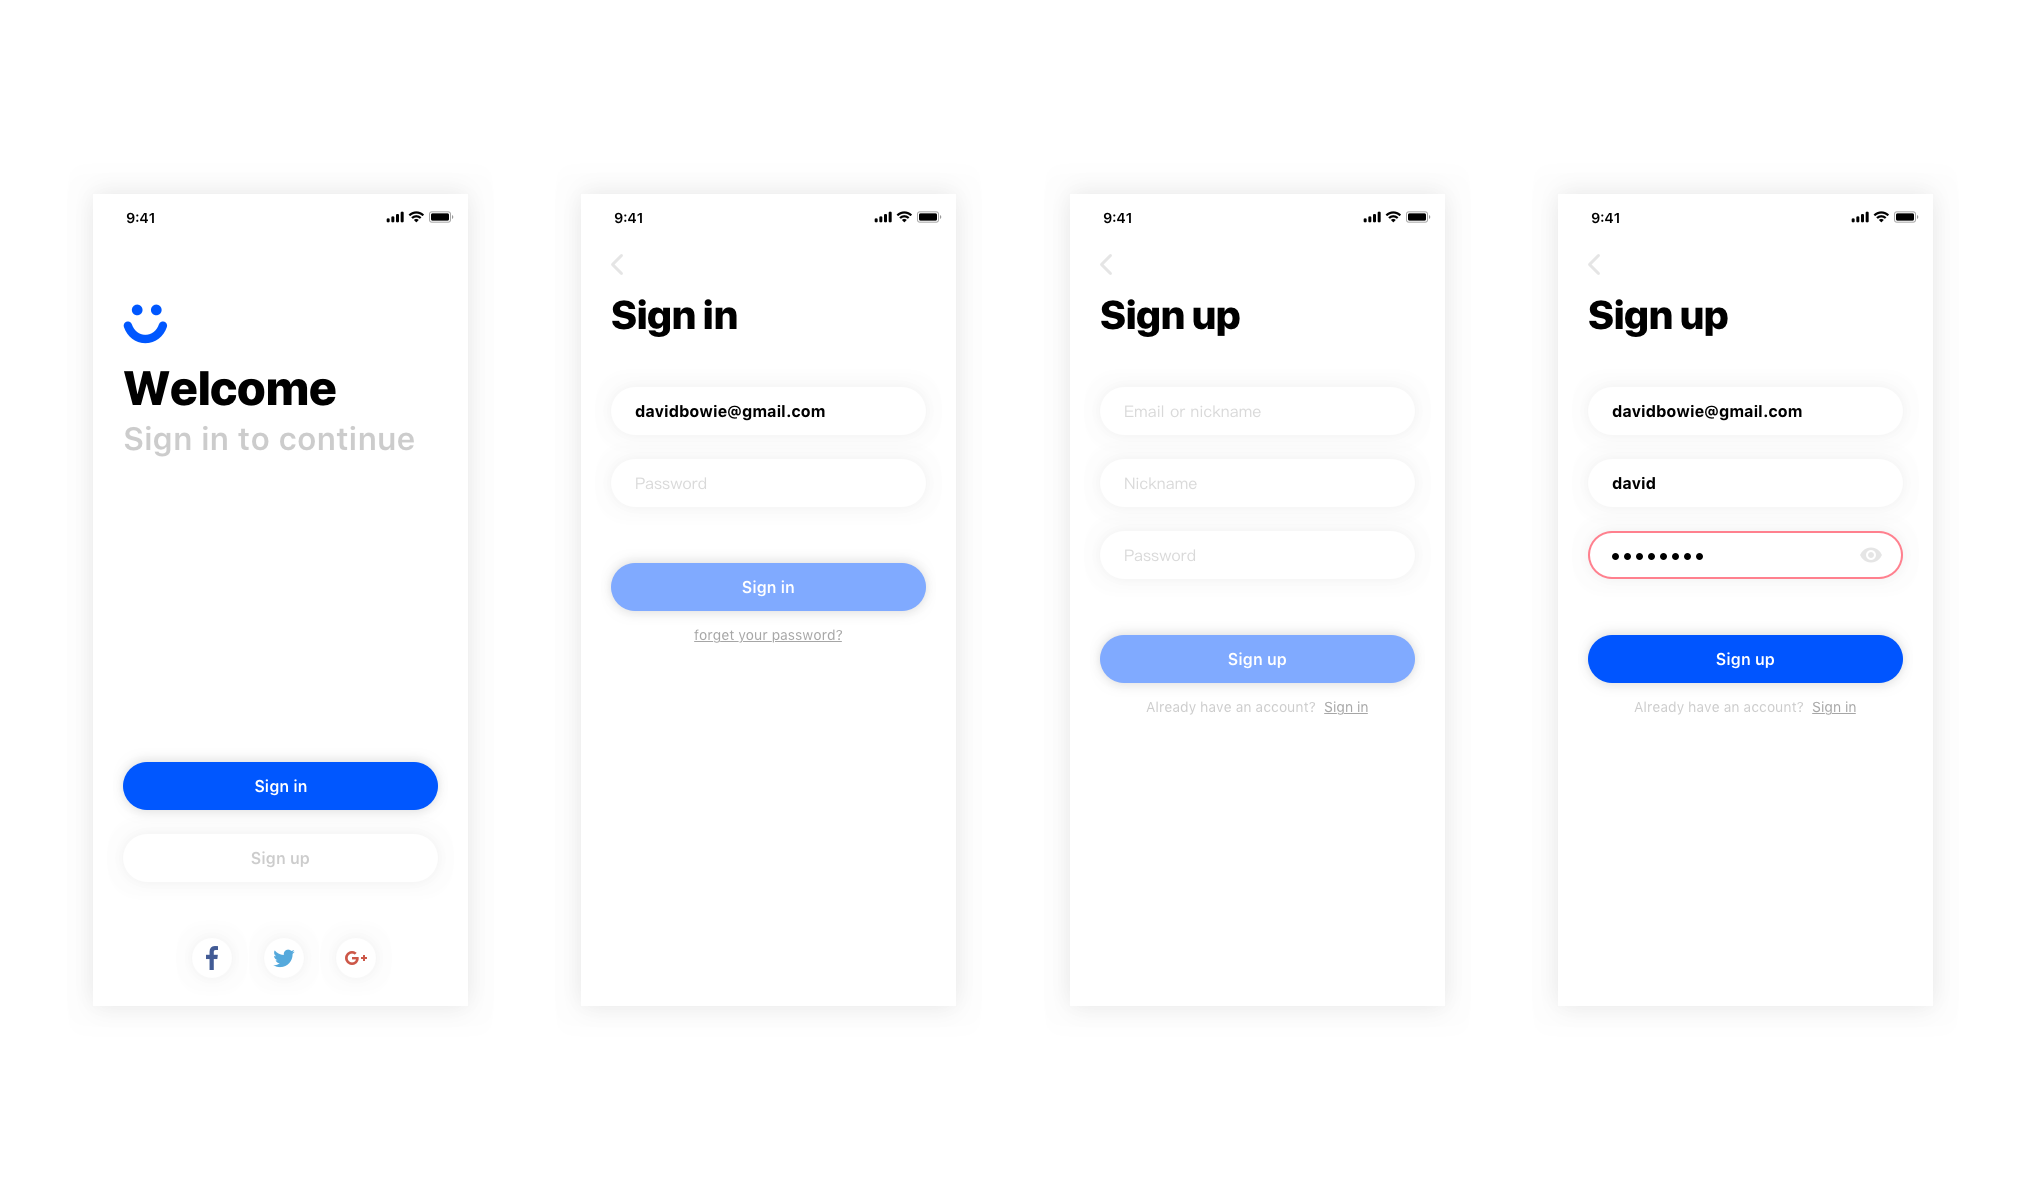 9:41
Welcome
Sign in to continue
Sign in
Sign up
G+
9:41
Sign in
davidbowie@gmail.com
Password
Sign in
forget your password?
9:41
Sign up
Email or nickname
Nickname
Password
Sign up
Already have an account? Sign in
9:41
Sign up
davidbowie@gmail.com
david
Sign up
Already have an account? Sign in